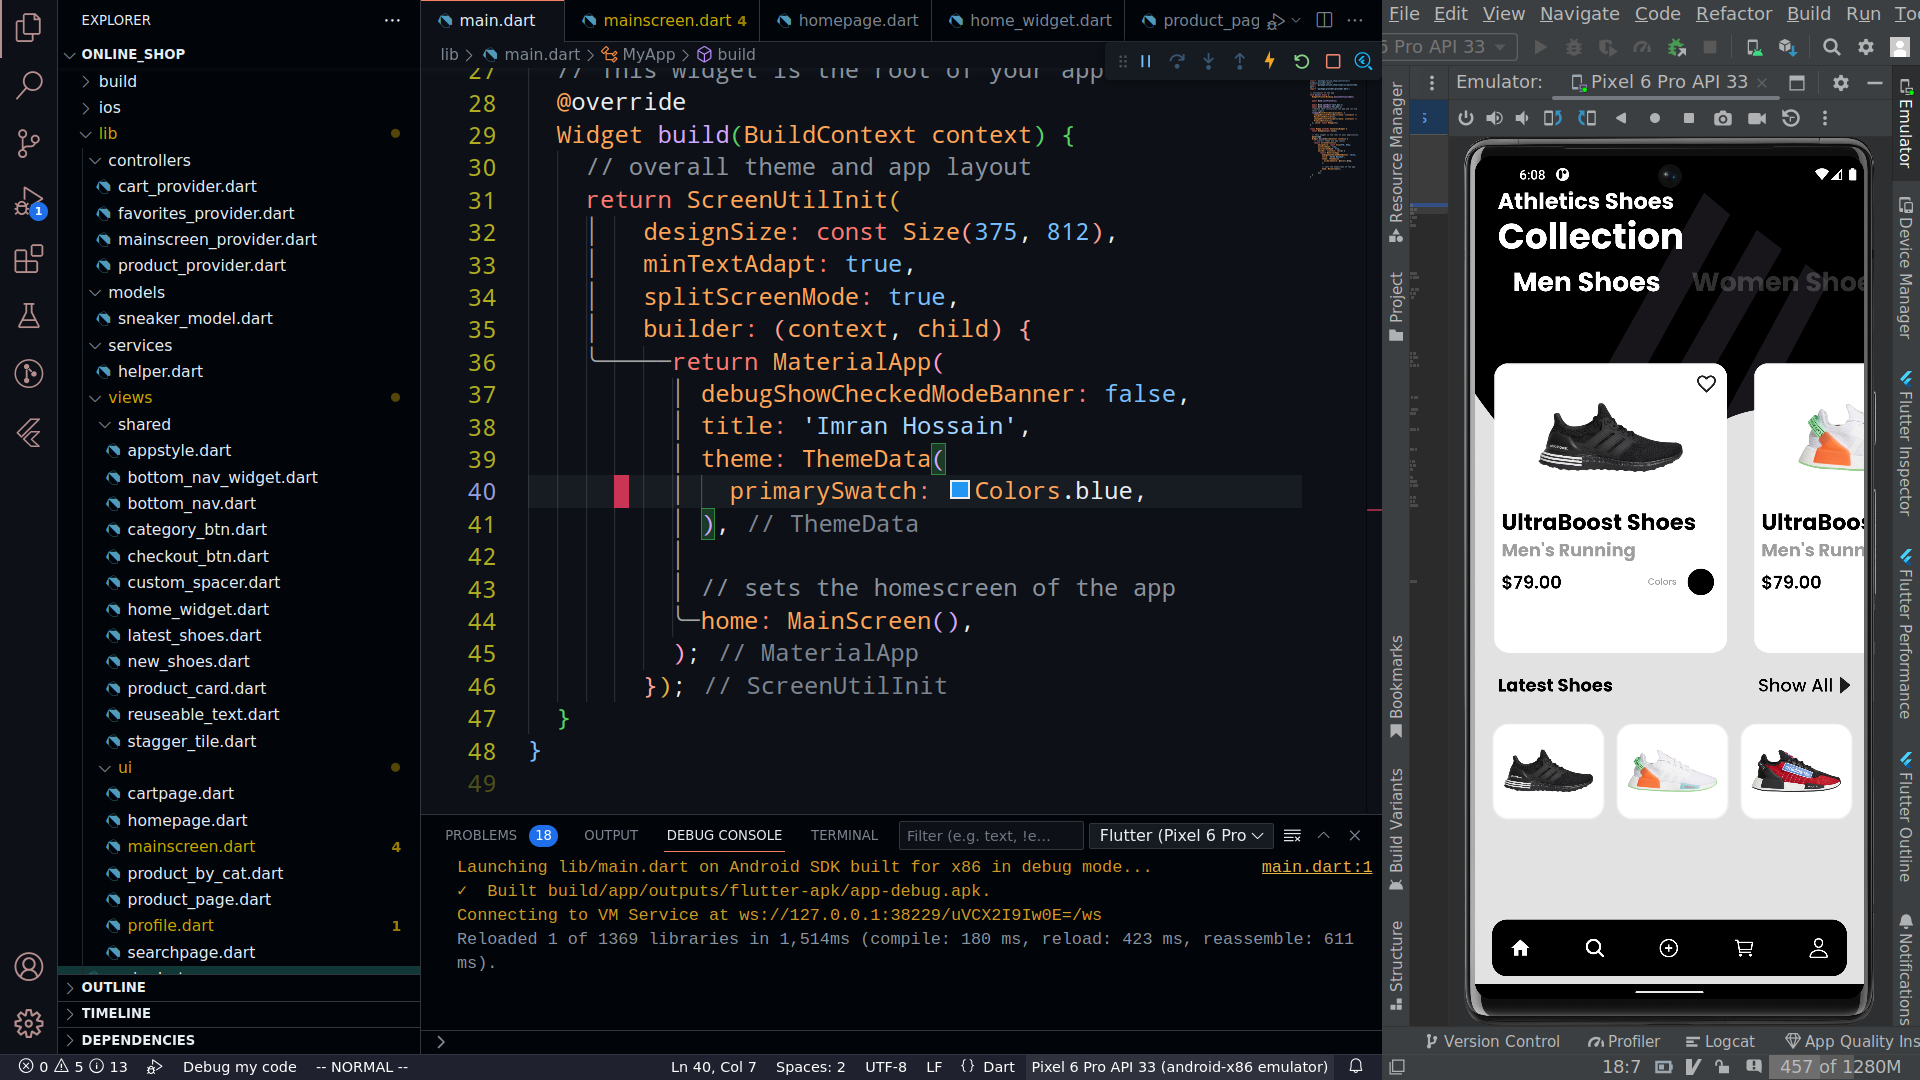 EXPLORER
ONLINE_SHOP
build
ios
lib
controllers
cart_provider.dart
favorites_provider.dart
mainscreen_provider.dart
product_provider.dart
models
sneaker_model.dart
services
helper.dart
views
shared
appstyle.dart
bottom_nav_widget.dart
bottom_nav.dart
category_btn.dart
checkout_btn.dart
custom_spacer.dart
home_widget.dart
latest_shoes.dart
new_shoes.dart
product_card.dart
reuseable_text.dart
stagger_tile.dart
ui
cartpage.dart
homepage.dart
mainscreen.dart 4
product_by_cat.dart
product_page.dart
profile.dart 1
searchpage.dart
OUTLINE
TIMELINE
DEPENDENCIES
1
main.dart mainscreen.dart 4 homepage.dart home_widget.dart product_pag
lib > main.dart > MyApp > build
27 // This widget is the root of your app
28 @override
29 Widget build(BuildContext context) {
30 // overall theme and app layout
31 return ScreenUtilInit(
32 designSize: const Size(375, 812),
33 minTextAdapt: true,
34 splitScreenMode: true,
35 builder: (context, child) {
36 return MaterialApp(
37 debugShowCheckedModeBanner: false,
38 title: 'Imran Hossain',
39 theme: ThemeData(
40 primarySwatch: Colors.blue,
41 ), // ThemeData
42
43 // sets the homescreen of the app
44 home: MainScreen(),
45 ); // MaterialApp
46 }); // ScreenUtilInit
47 }
48 }
49
PROBLEMS 18 OUTPUT DEBUG CONSOLE TERMINAL Filter (e.g. text, !e... Flutter (Pixel 6 Pro
Launching lib/main.dart on Android SDK built for x86 in debug mode... main.dart:1
✓ Built build/app/outputs/flutter-apk/app-debug.apk.
Connecting to VM Service at ws://127.0.0.1:38229/uVCX2I9Iw0E=/ws
Reloaded 1 of 1369 libraries in 1,514ms (compile: 180 ms, reload: 423 ms, reassemble: 611
ms).
0 5 13 Debug my code -- NORMAL -- Ln 40, Col 7 Spaces: 2 UTF-8 LF {} Dart Pixel 6 Pro API 33 (android-x86 emulator)
File Edit View Navigate Code Refactor Build Run Too
6 Pro API 33
Emulator: Pixel 6 Pro API 33
Resource Manager
Project
Bookmarks
Build Variants
Structure
6:08
Athletics Shoes
Collection
Men Shoes Women Shoe
UltraBoost Shoes
Men's Running
$79.00 Colors
UltraBoos
Men's Runn
$79.00
Latest Shoes Show All
Emulator
Device Manager
Flutter Inspector
Flutter Performance
Flutter Outline
Notifications
Version Control Profiler Logcat App Quality Ins
18:7 457 of 1280M